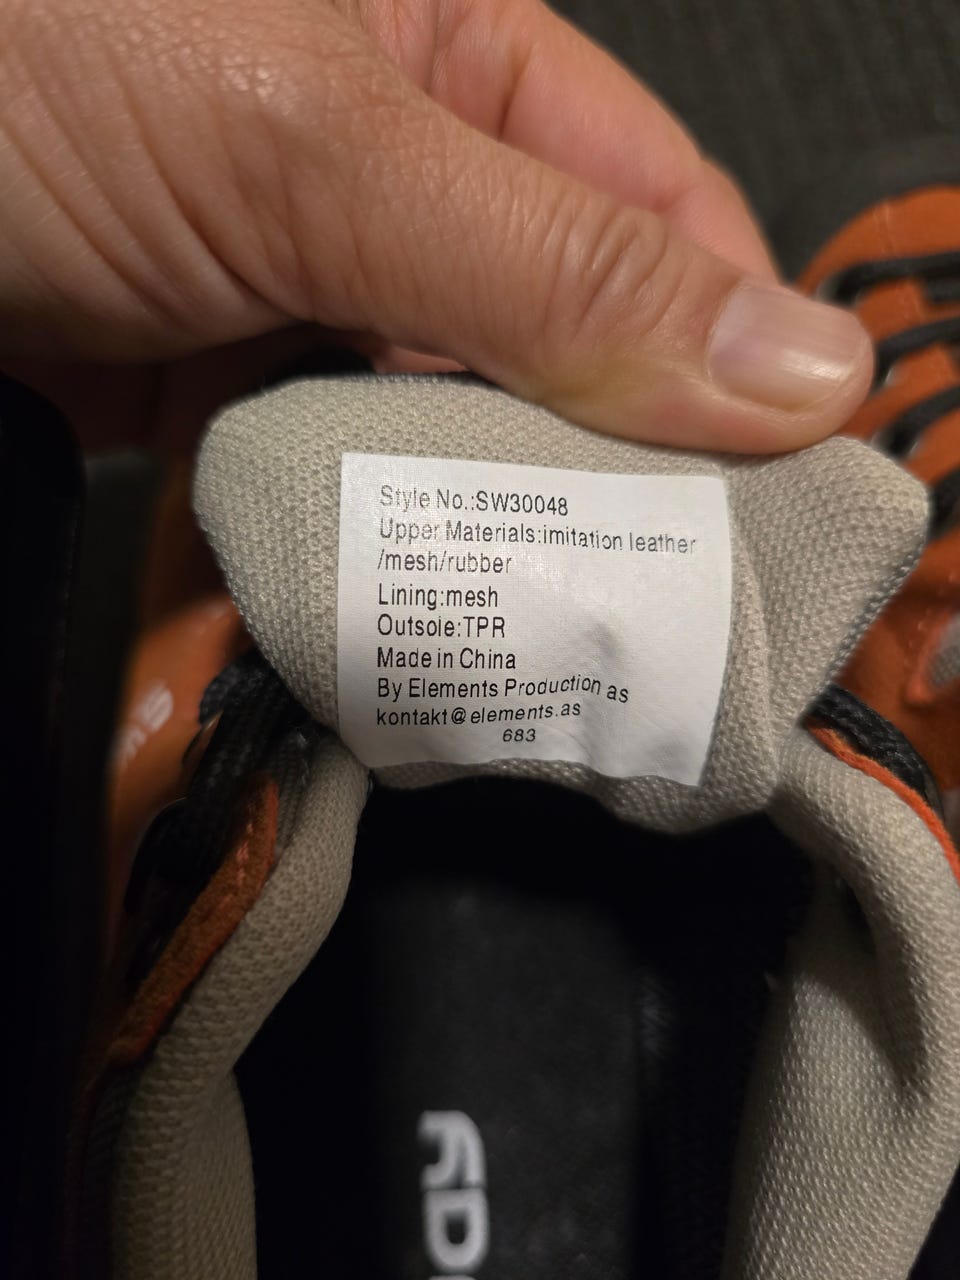 Style No.:SW30048
Upper Materials:imitation leather
/mesh/rubber
Lining:mesh
Outsole:TPR
Made in China
By Elements Production as
kontakt@elements.as
683